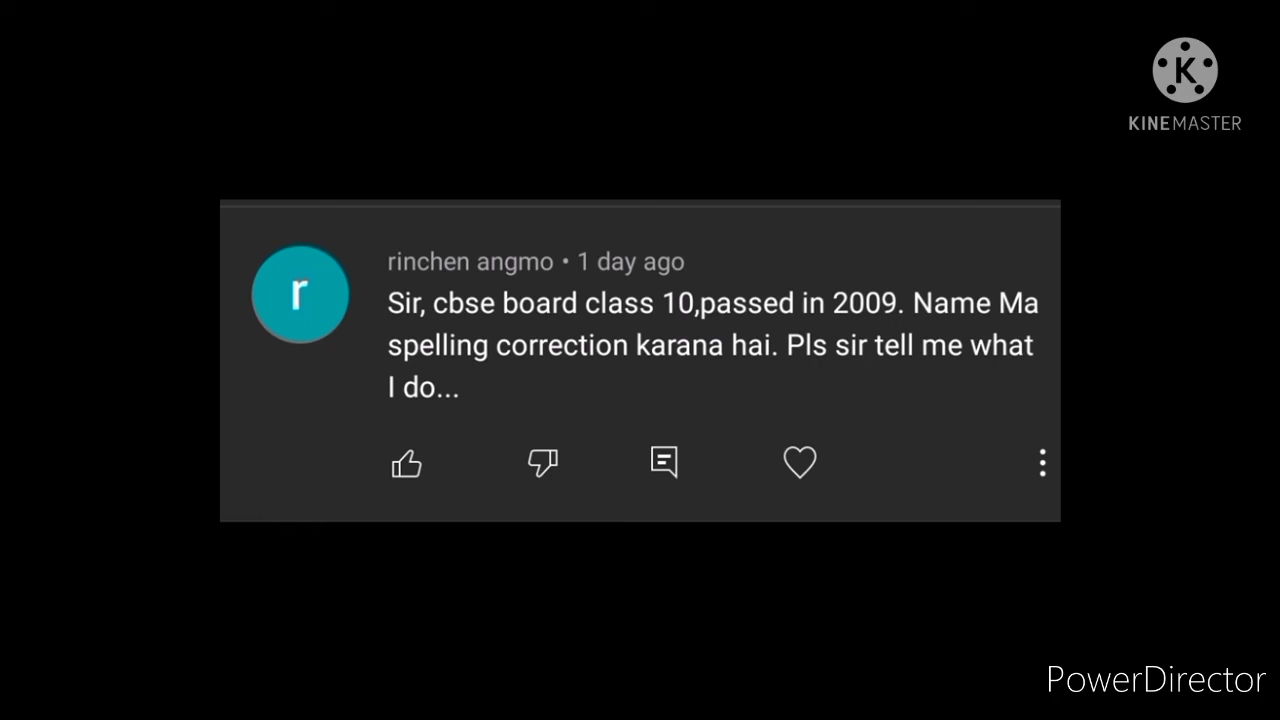 K
KINEMASTER
r
rinchen angmo • 1 day ago
Sir, cbse board class 10,passed in 2009. Name Ma
spelling correction karana hai. Pls sir tell me what
I do...
PowerDirector